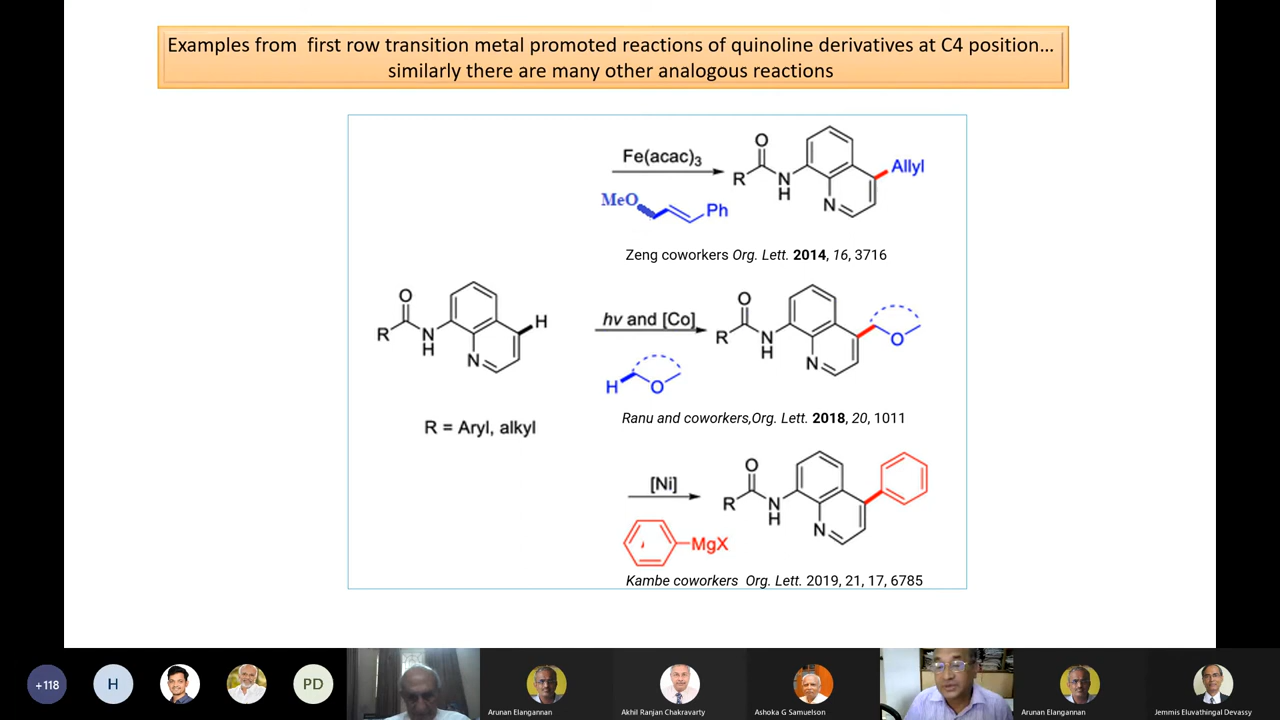 Examples from first row transition metal promoted reactions of quinoline derivatives at C4 position...
similarly there are many other analogous reactions
Fe(acac)3
O
R
N
H
N
Allyl
MeO
Ph
Zeng coworkers Org. Lett. 2014, 16, 3716
O
R
N
H
N
H
R = Aryl, alkyl
hv and [Co]
H
O
O
R
N
H
N
O
Ranu and coworkers,Org. Lett. 2018, 20, 1011
[Ni]
MgX
O
R
N
H
N
Kambe coworkers Org. Lett. 2019, 21, 17, 6785
+118
H
PD
Arunan Elangannan
Akhil Ranjan Chakravarty
Ashoka G Samuelson
Arunan Elangannan
Jemmis Eluvathingal Devassy